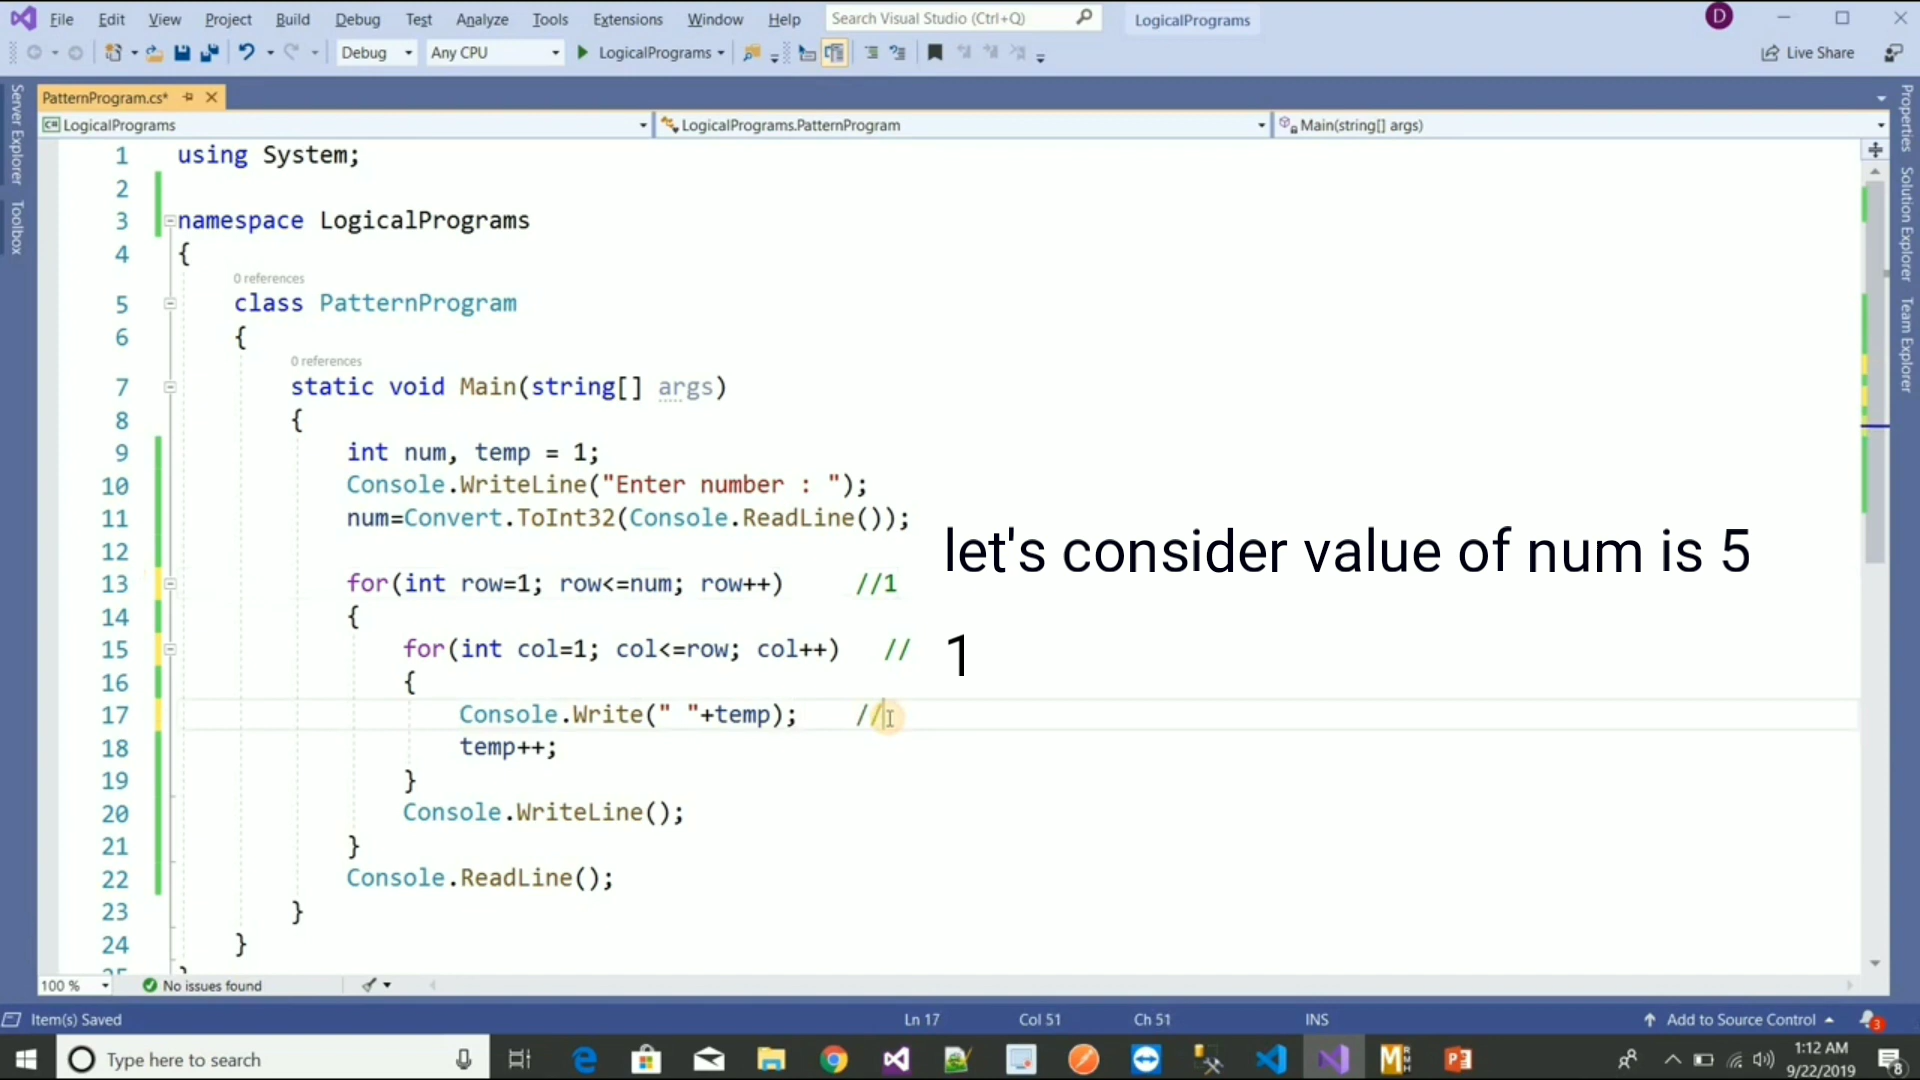 File Edit View Project Build Debug Test Analyze Tools Extensions Window Help Search Visual Studio (Ctrl+Q) LogicalPrograms D
Debug Any CPU LogicalPrograms Live Share
Server Explorer
Toolbox
PatternProgram.cs*
LogicalPrograms LogicalPrograms.PatternProgram Main(string[] args)
1 using System;
2
3 namespace LogicalPrograms
4 {
0 references
5 class PatternProgram
6 {
0 references
7 static void Main(string[] args)
8 {
9 int num, temp = 1;
10 Console.WriteLine("Enter number : ");
11 num=Convert.ToInt32(Console.ReadLine());
12
let's consider value of num is 5
13 for(int row=1; row<=num; row++) //1
14 {
15 for(int col=1; col<=row; col++) //
1
16 {
17 Console.Write(" "+temp); //
18 temp++;
19 }
20 Console.WriteLine();
21 }
22 Console.ReadLine();
23 }
24 }
25 }
Properties
Solution Explorer
Team Explorer
100 % No issues found
Item(s) Saved Ln 17 Col 51 Ch 51 INS Add to Source Control 3
Type here to search
1:12 AM
9/22/2019
8